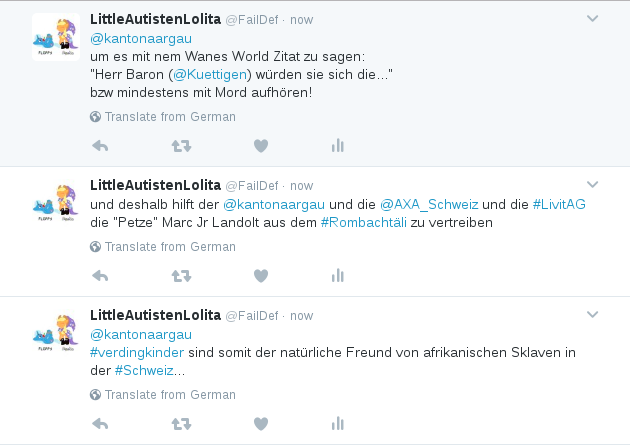 LittleAutistenLolita @FailDef · now
@kantonaargau
um es mit nem Wanes World Zitat zu sagen:
"Herr Baron (@Kuettigen) würden sie sich die..."
bzw mindestens mit Mord aufhören!
Translate from German
LittleAutistenLolita @FailDef · now
und deshalb hilft der @kantonaargau und die @AXA_Schweiz und die #LivitAG
die "Petze" Marc Jr Landolt aus dem #Rombachtäli zu vertreiben
Translate from German
LittleAutistenLolita @FailDef · now
@kantonaargau
#verdingkinder sind somit der natürliche Freund von afrikanischen Sklaven in
der #Schweiz...
Translate from German